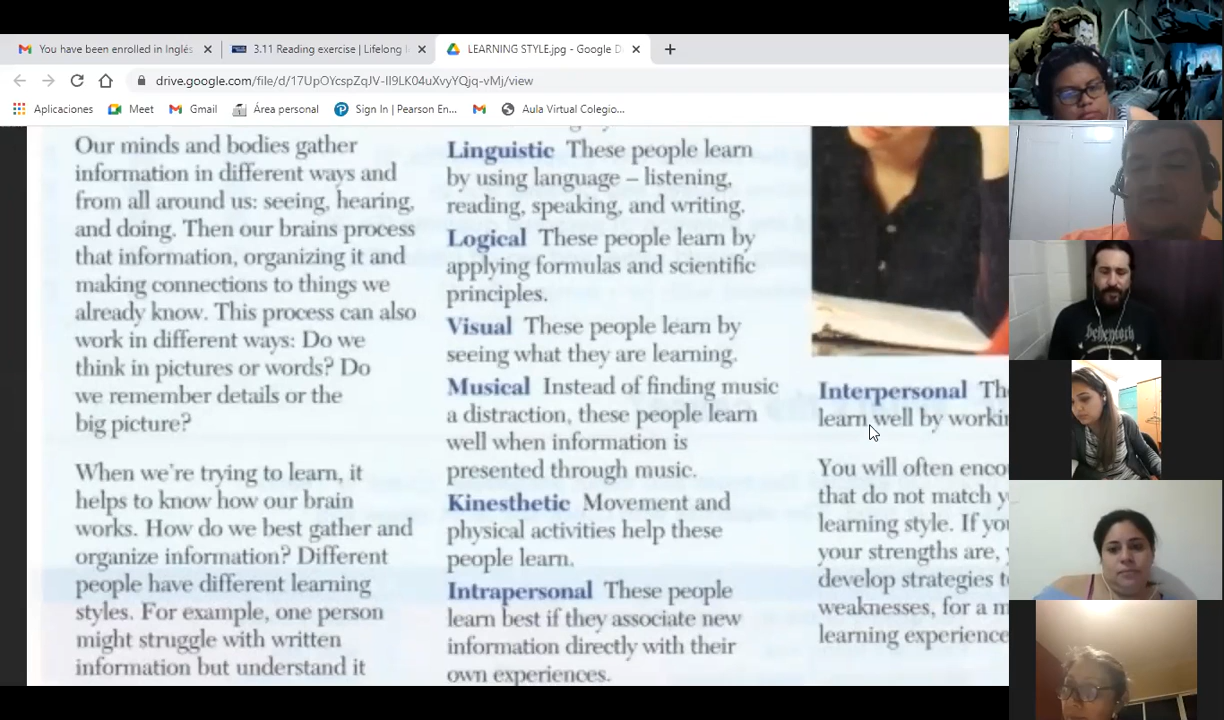 You have been enrolled in Inglés
3.11 Reading exercise | Lifelong
LEARNING STYLE.jpg - Google D
drive.google.com/file/d/17UpOYcspZqJV-Il9LK04uXvyYQjq-vMj/view
Aplicaciones
Meet
Gmail
Área personal
Sign In | Pearson En...
Aula Virtual Colegio...
Our minds and bodies gather
information in different ways and
from all around us: seeing, hearing,
and doing. Then our brains process
that information, organizing it and
making connections to things we
already know. This process can also
work in different ways: Do we
think in pictures or words? Do
we remember details or the
big picture?
When we're trying to learn, it
helps to know how our brain
works. How do we best gather and
organize information? Different
people have different learning
styles. For example, one person
might struggle with written
information but understand it
Linguistic These people learn
by using language – listening,
reading, speaking, and writing.
Logical These people learn by
applying formulas and scientific
principles.
Visual These people learn by
seeing what they are learning.
Musical Instead of finding music
a distraction, these people learn
well when information is
presented through music.
Kinesthetic Movement and
physical activities help these
people learn.
Intrapersonal These people
learn best if they associate new
information directly with their
own experiences.
Interpersonal Th
learn well by workin
You will often enco
that do not match y
learning style. If you
your strengths are,
develop strategies t
weaknesses, for a m
learning experience
behemoth